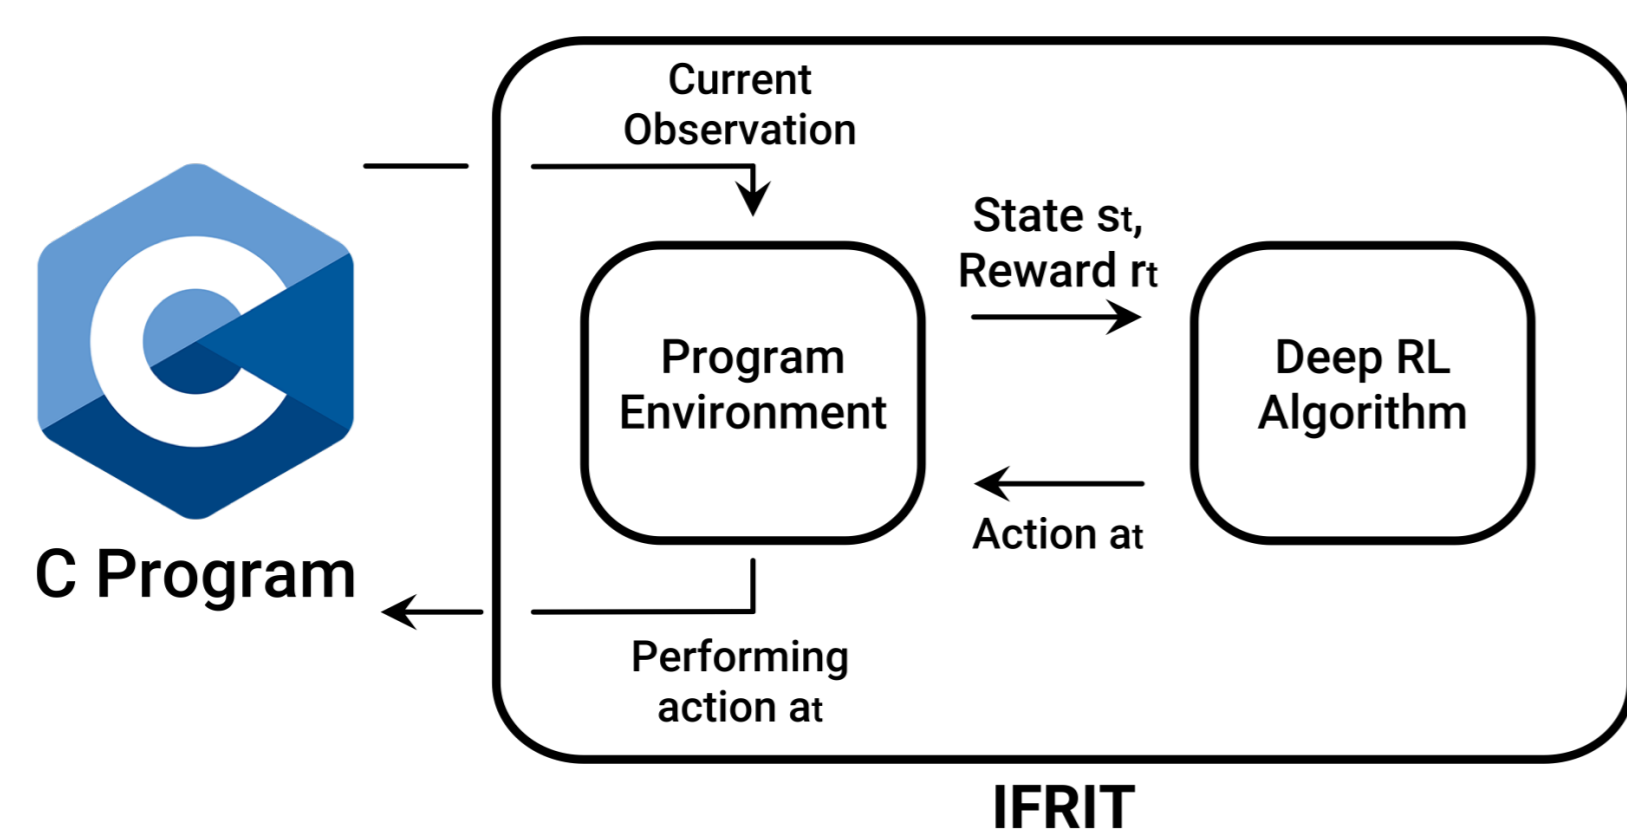 Current
Observation
State st,
Reward rt
Program
Environment
Deep RL
Algorithm
Action at
C Program
Performing
action at
IFRIT